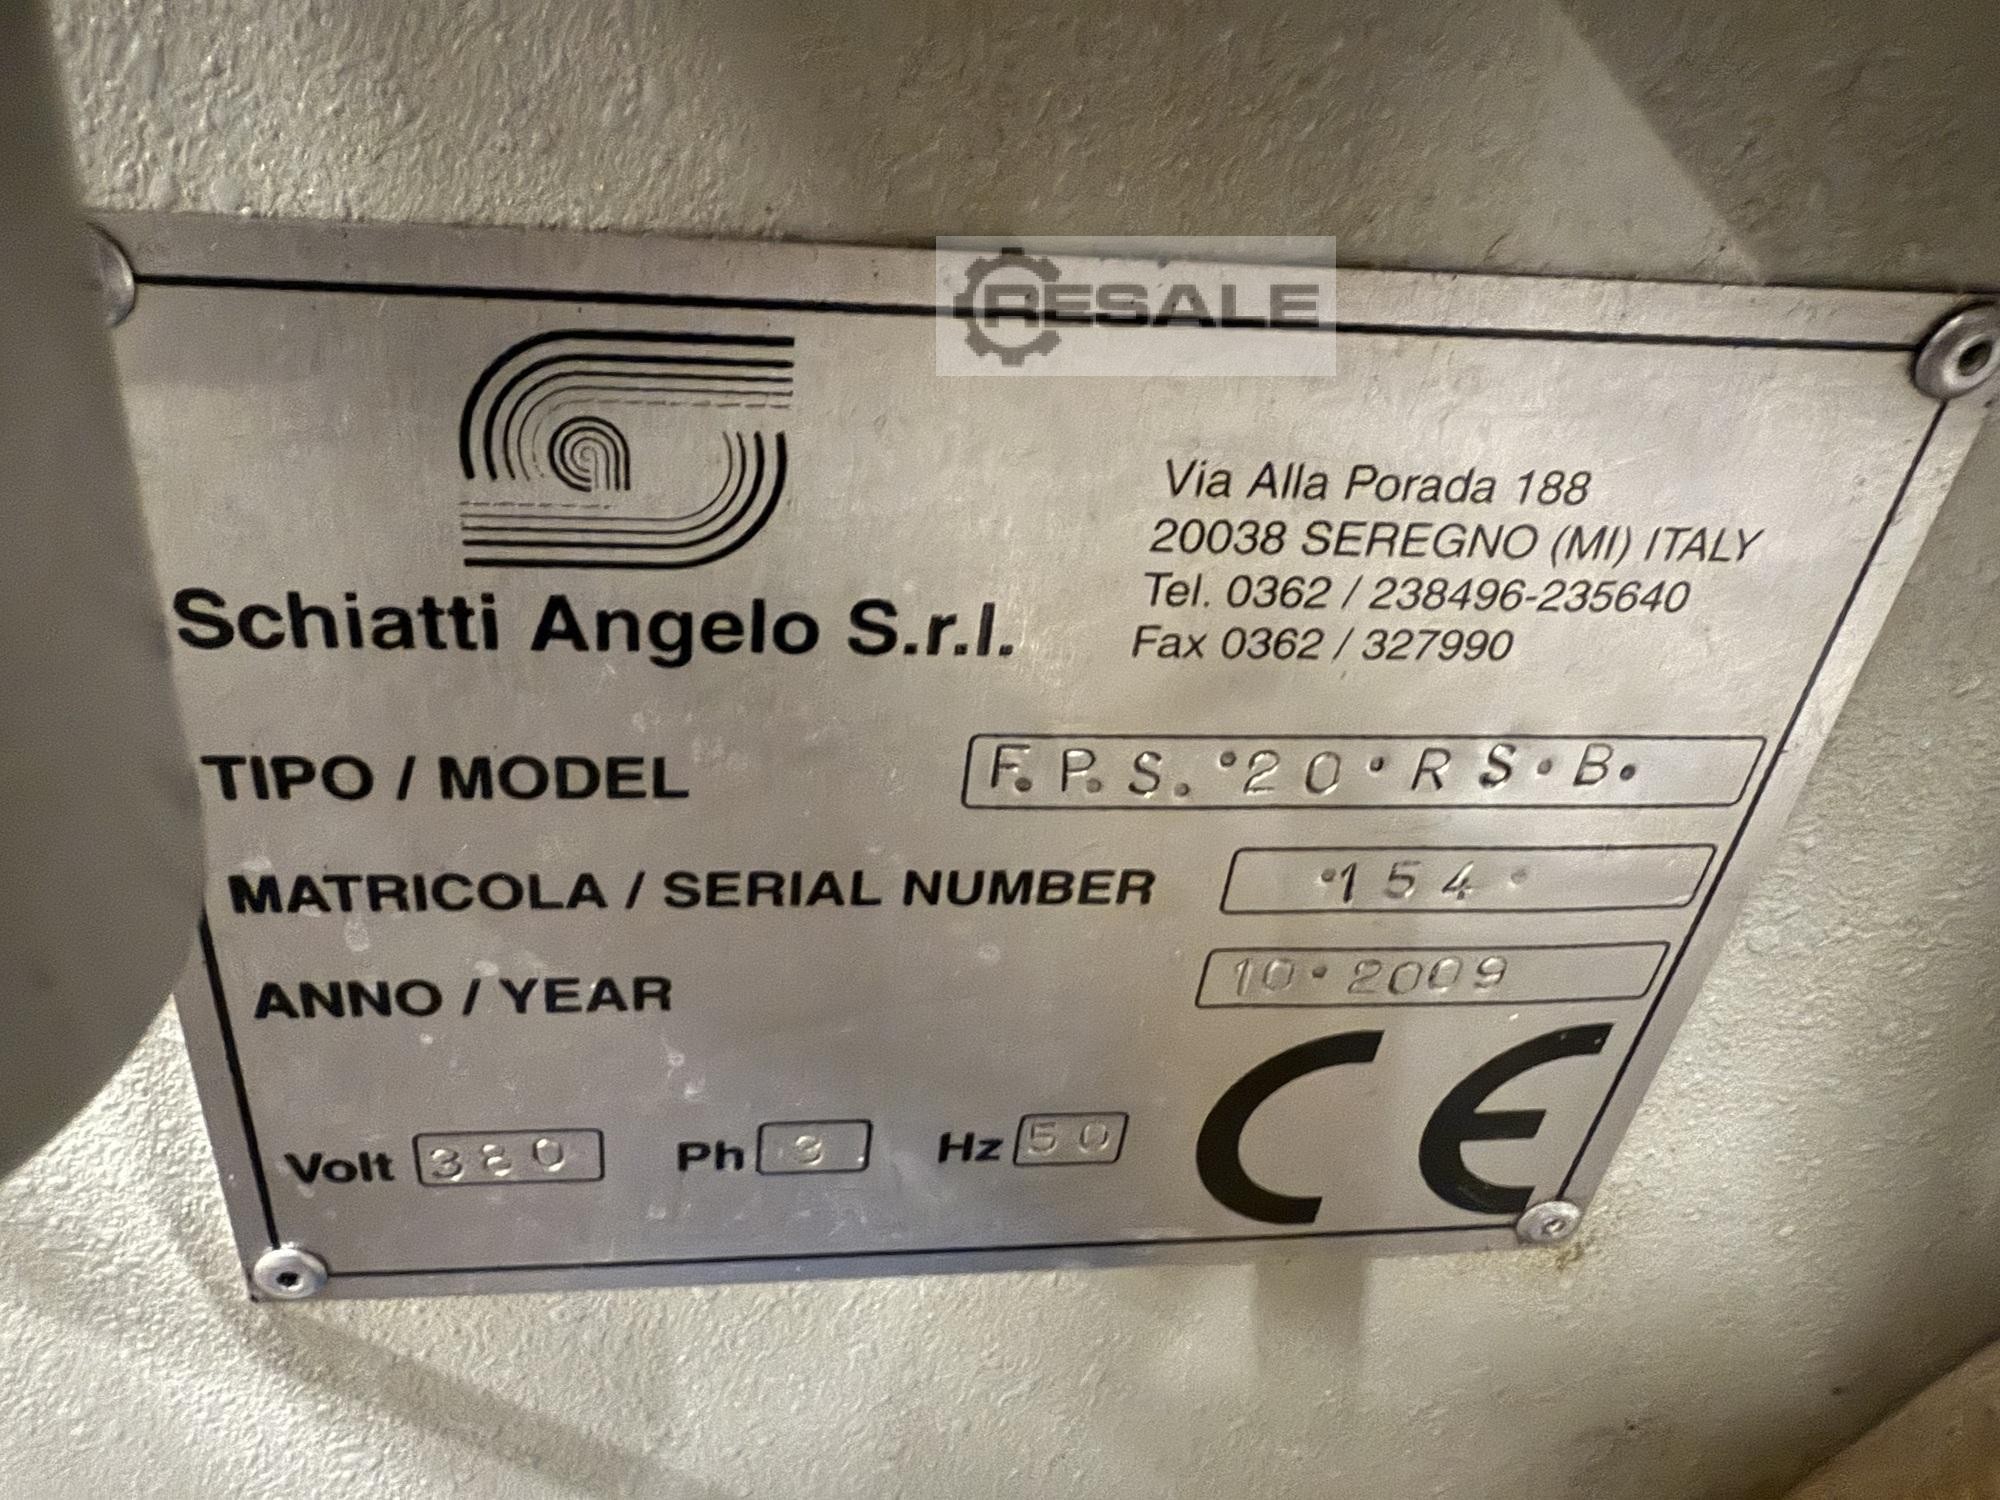 RESALE
Via Alla Porada 188
20038 SEREGNO (MI) ITALY
Tel. 0362 / 238496-235640
Fax 0362 / 327990
Schiatti Angelo S.r.l.
TIPO / MODEL F.P.S.•20•RS•B•
MATRICOLA / SERIAL NUMBER •154•
ANNO / YEAR 10•2009
Volt 380 Ph 3 Hz 50
CE